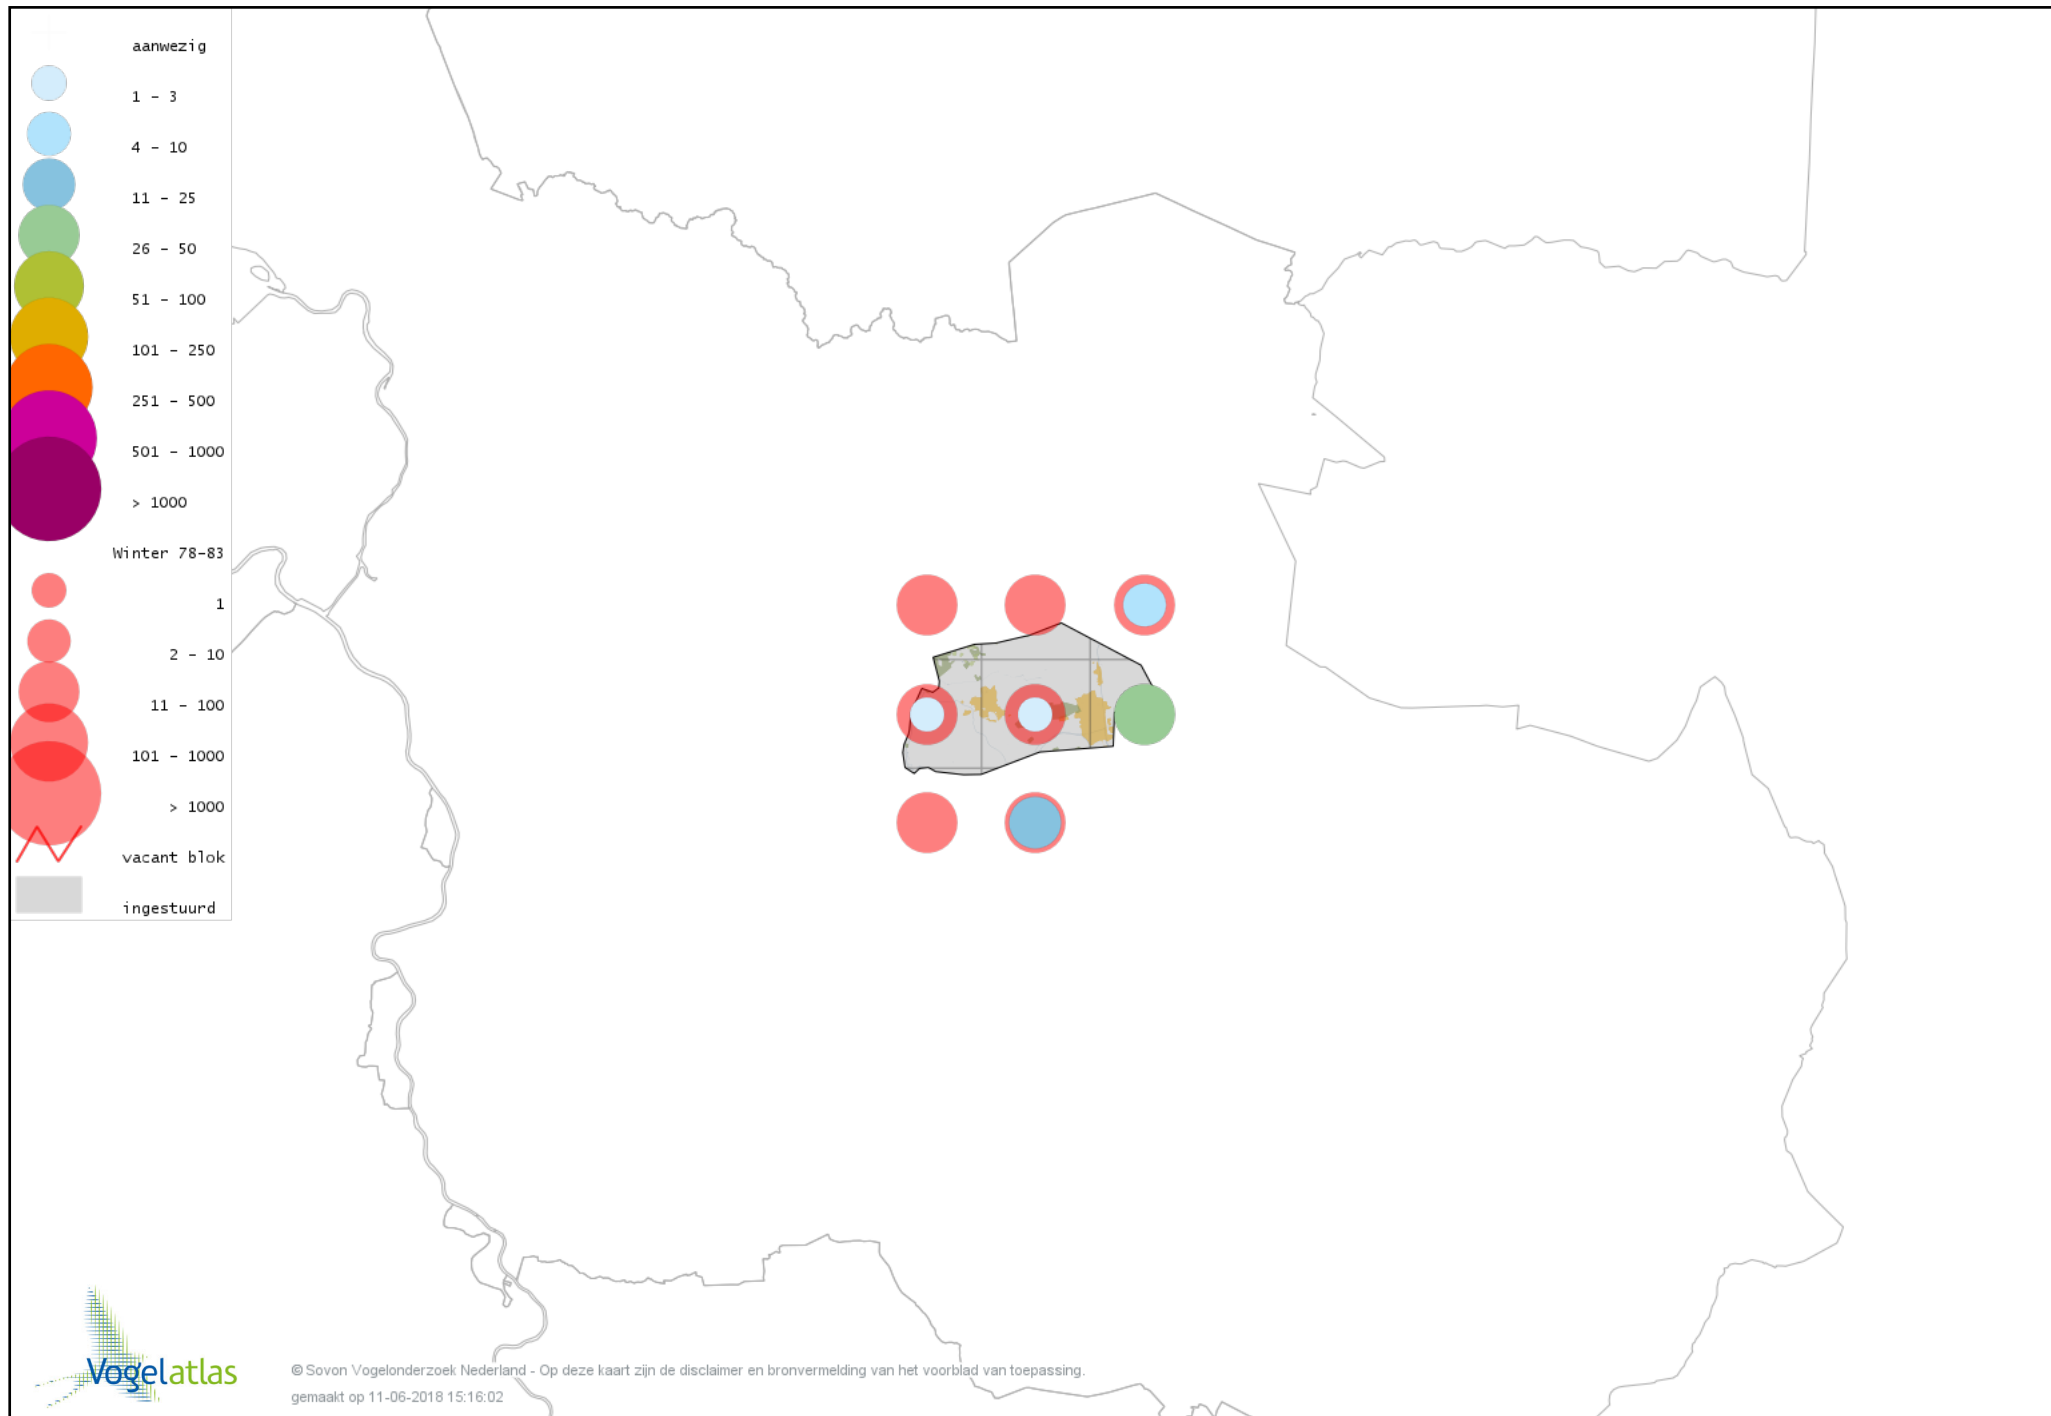 aanwezig
1 - 3
4 - 10
11 - 25
26 - 50
51 - 100
101 - 250
251 - 500
501 - 1000
> 1000
Winter 78-83
1
2 - 10
11 - 100
101 - 1000
> 1000
vacant blok
ingestuurd
Vogelatlas
© Sovon Vogelonderzoek Nederland - Op deze kaart zijn de disclaimer en bronvermelding van het voorblad van toepassing.
gemaakt op 11-06-2018 15:16:02